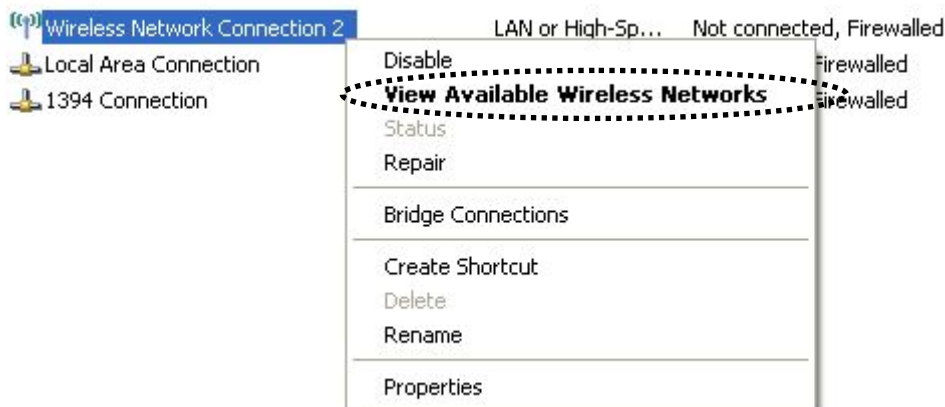 Wireless Network Connection 2 LAN or High-Sp... Not connected, Firewalled
Local Area Connection Firewalled
1394 Connection Firewalled
Disable
View Available Wireless Networks
Status
Repair
Bridge Connections
Create Shortcut
Delete
Rename
Properties